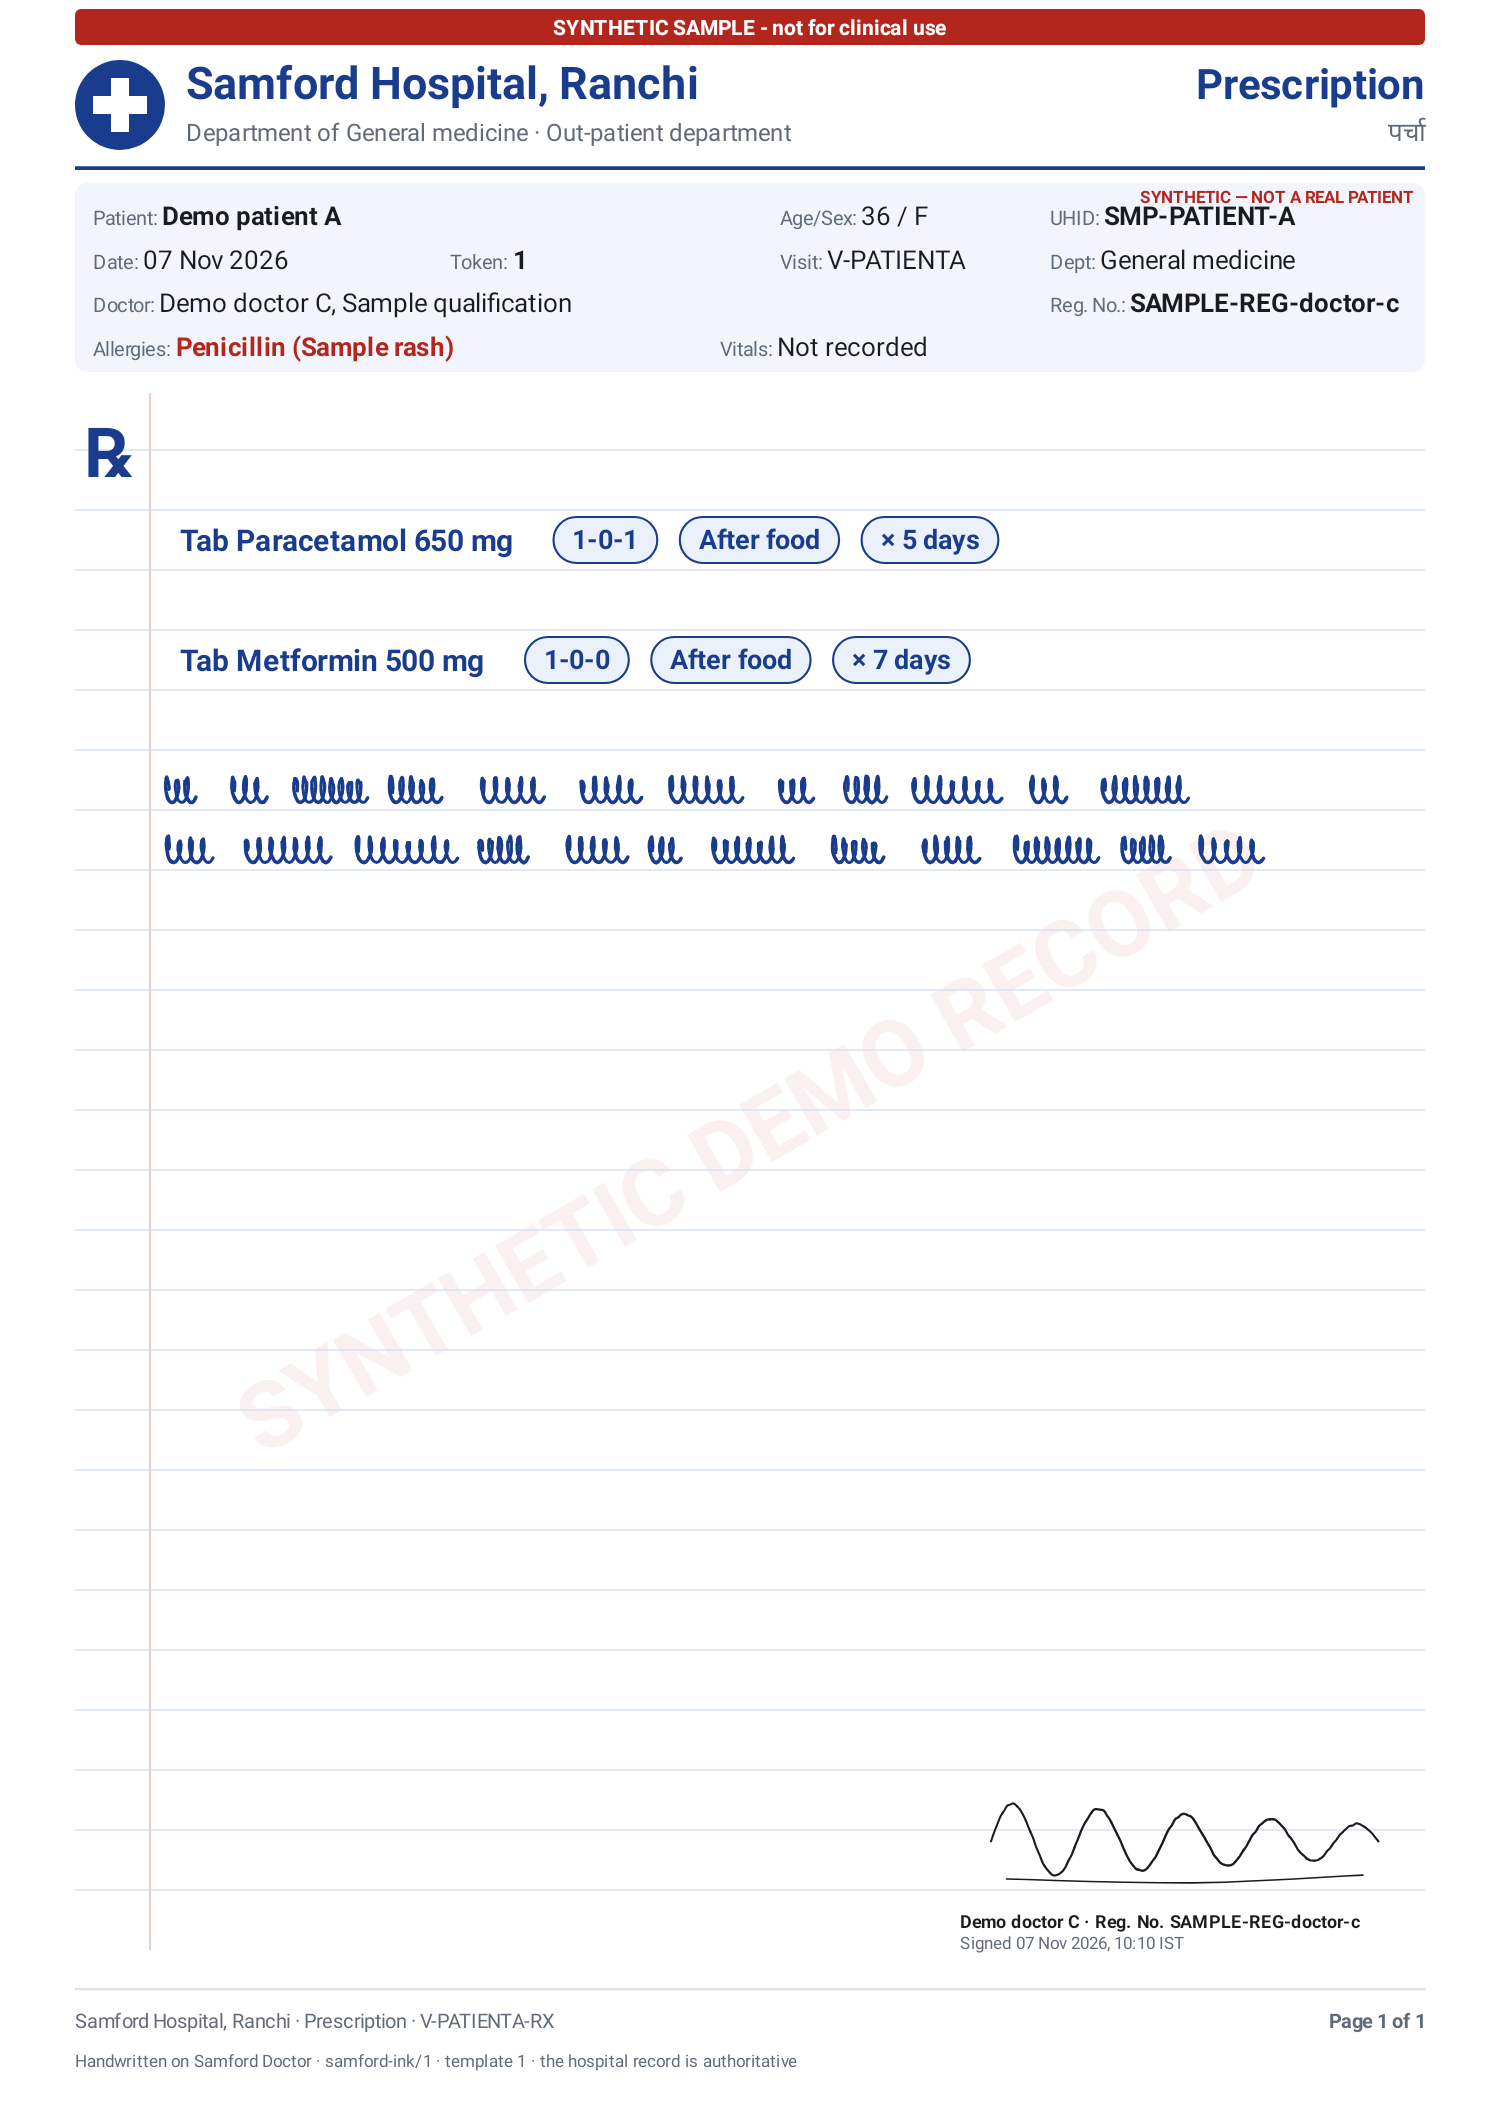 SYNTHETIC SAMPLE - not for clinical use
Samford Hospital, Ranchi
Prescription
Department of General medicine · Out-patient department
पर्चा
SYNTHETIC — NOT A REAL PATIENT
Patient: Demo patient A Age/Sex: 36 / F UHID: SMP-PATIENT-A
Date: 07 Nov 2026 Token: 1 Visit: V-PATIENTA Dept: General medicine
Doctor: Demo doctor C, Sample qualification Reg. No.: SAMPLE-REG-doctor-c
Allergies: Penicillin (Sample rash) Vitals: Not recorded
℞
Tab Paracetamol 650 mg 1-0-1 After food × 5 days
Tab Metformin 500 mg 1-0-0 After food × 7 days
SYNTHETIC DEMO RECORD
Demo doctor C · Reg. No. SAMPLE-REG-doctor-c
Signed 07 Nov 2026, 10:10 IST
Samford Hospital, Ranchi · Prescription · V-PATIENTA-RX Page 1 of 1
Handwritten on Samford Doctor · samford-ink/1 · template 1 · the hospital record is authoritative